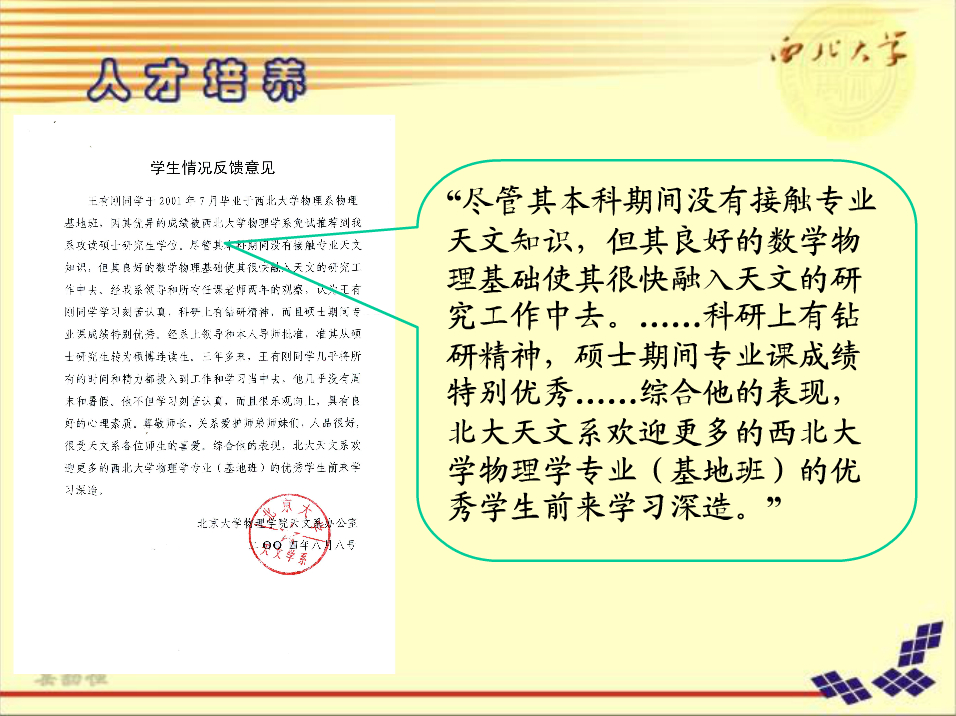 西北大学
人才培养
学生情况反馈意见
王有刚同学于 2001 年 7 月毕业于西北大学物理系物理
基地班，因其优异的成绩被西北大学物理学系免试推荐到我
系攻读硕士研究生学位。尽管其本科期间没有接触专业天文
知识，但其良好的数学物理基础使其很快融入天文的研究工
作中去。经我系领导和所有任课老师两年的观察，认为王有
刚同学学习刻苦认真，科研上有钻研精神，而且硕士期间专
业课成绩特别优秀。经系上领导和本人导师批准，准其从硕
士研究生转为硕博连读生。三年多来，王有刚同学几乎将所
有的时间和精力都投入到工作和学习当中去，他几乎没有周
末和暑假。他不但学习刻苦认真，而且很乐观向上，具有良
好的心理素质。尊敬师长，关系爱护师弟师妹们，人品很好，
很受天文系各位师生的喜爱。综合他的表现，北大天文系欢
迎更多的西北大学物理学专业（基地班）的优秀学生前来学
习深造。
北京大学物理学院天文系办公室
二〇〇四年八月八号
“尽管其本科期间没有接触专业
天文知识，但其良好的数学物
理基础使其很快融入天文的研
究工作中去。……科研上有钻
研精神，硕士期间专业课成绩
特别优秀……综合他的表现，
北大天文系欢迎更多的西北大
学物理学专业（基地班）的优
秀学生前来学习深造。”